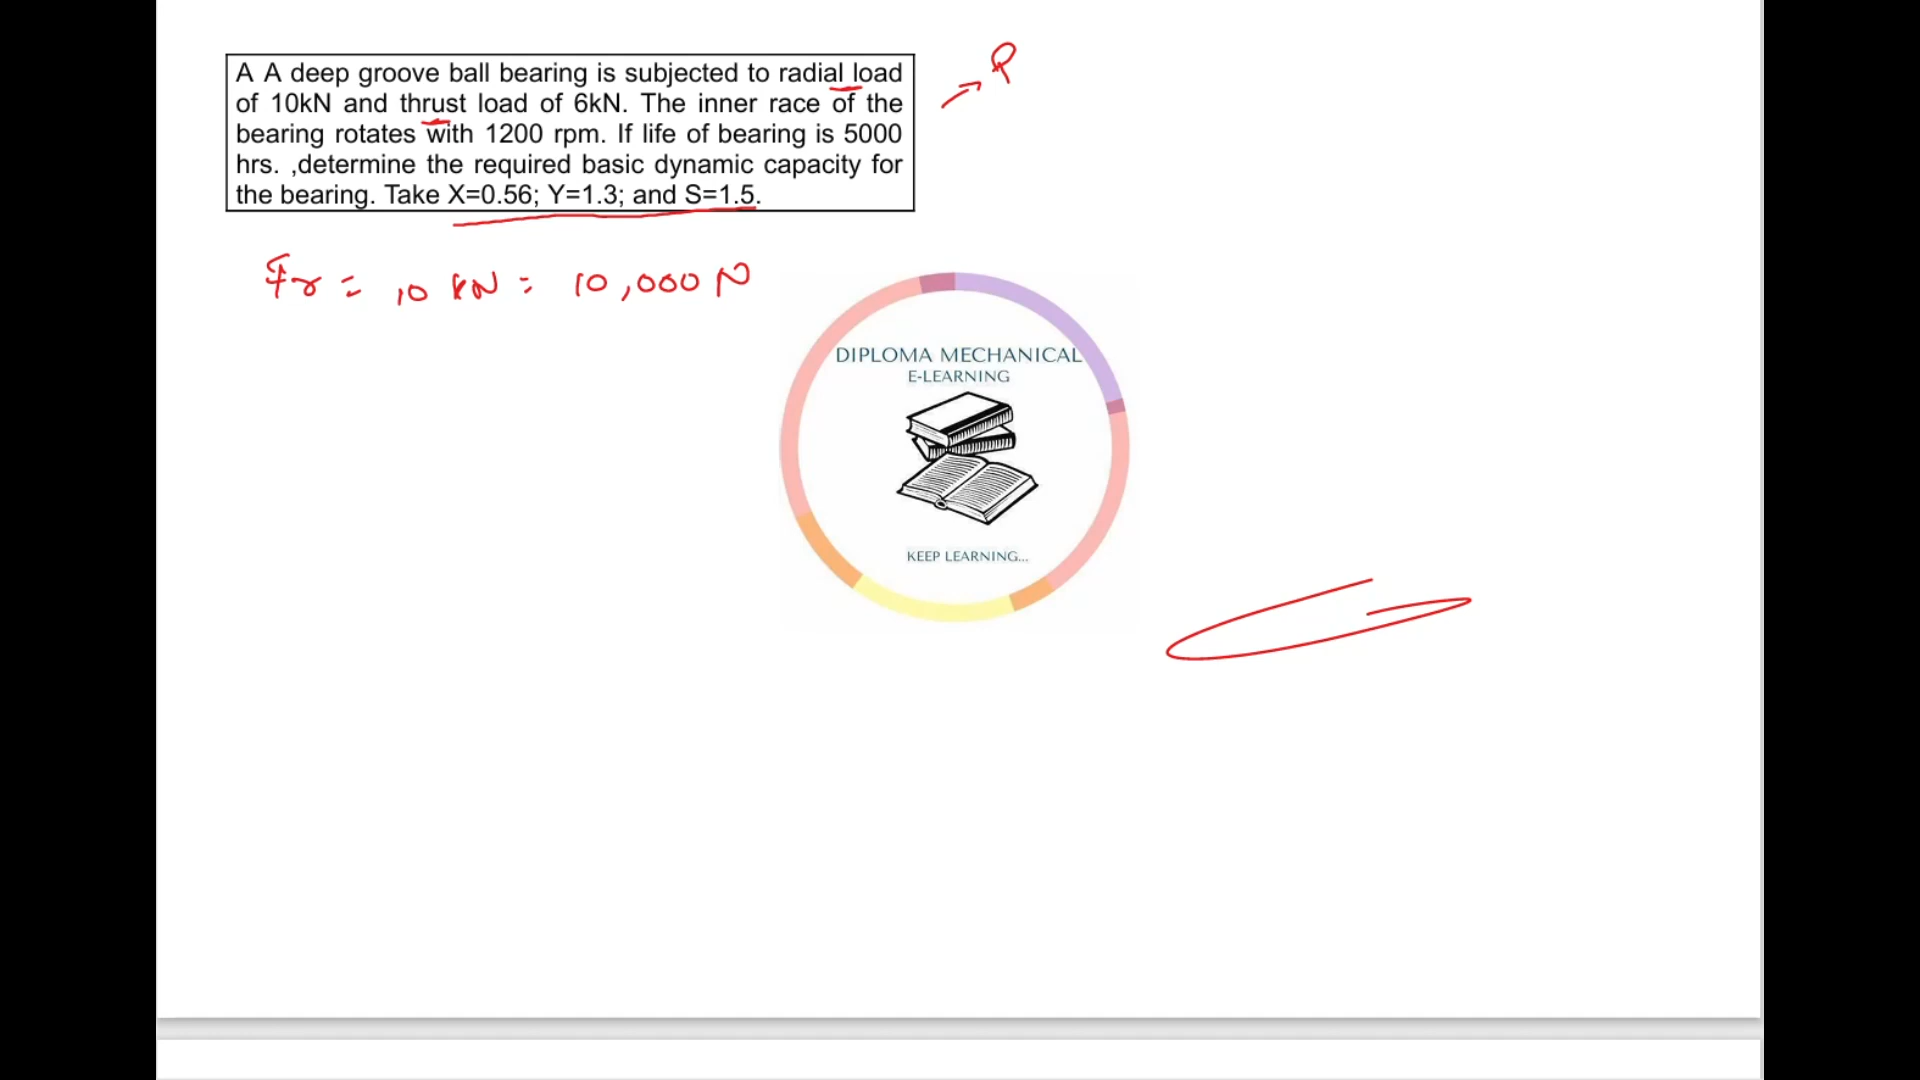 A A deep groove ball bearing is subjected to radial load
of 10kN and thrust load of 6kN. The inner race of the
bearing rotates with 1200 rpm. If life of bearing is 5000
hrs. ,determine the required basic dynamic capacity for
the bearing. Take X=0.56; Y=1.3; and S=1.5.
P
Fr = 10 kN = 10,000 N
DIPLOMA MECHANICAL
E-LEARNING
KEEP LEARNING...